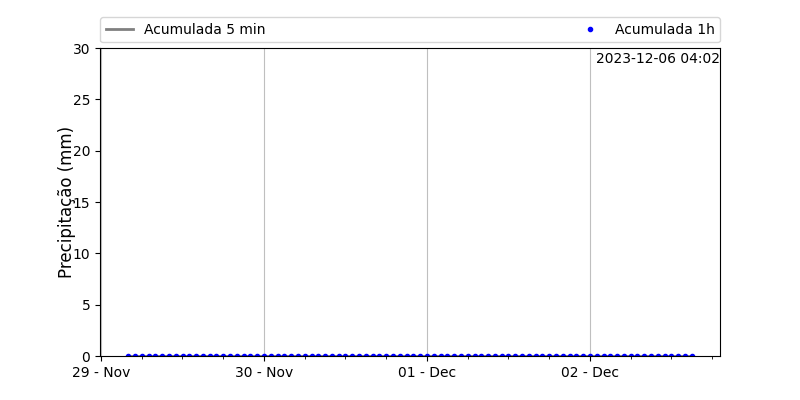 Acumulada 5 min
Acumulada 1h
2023-12-06 04:02
Precipitação (mm)
30
25
20
15
10
5
0
29 - Nov
30 - Nov
01 - Dec
02 - Dec